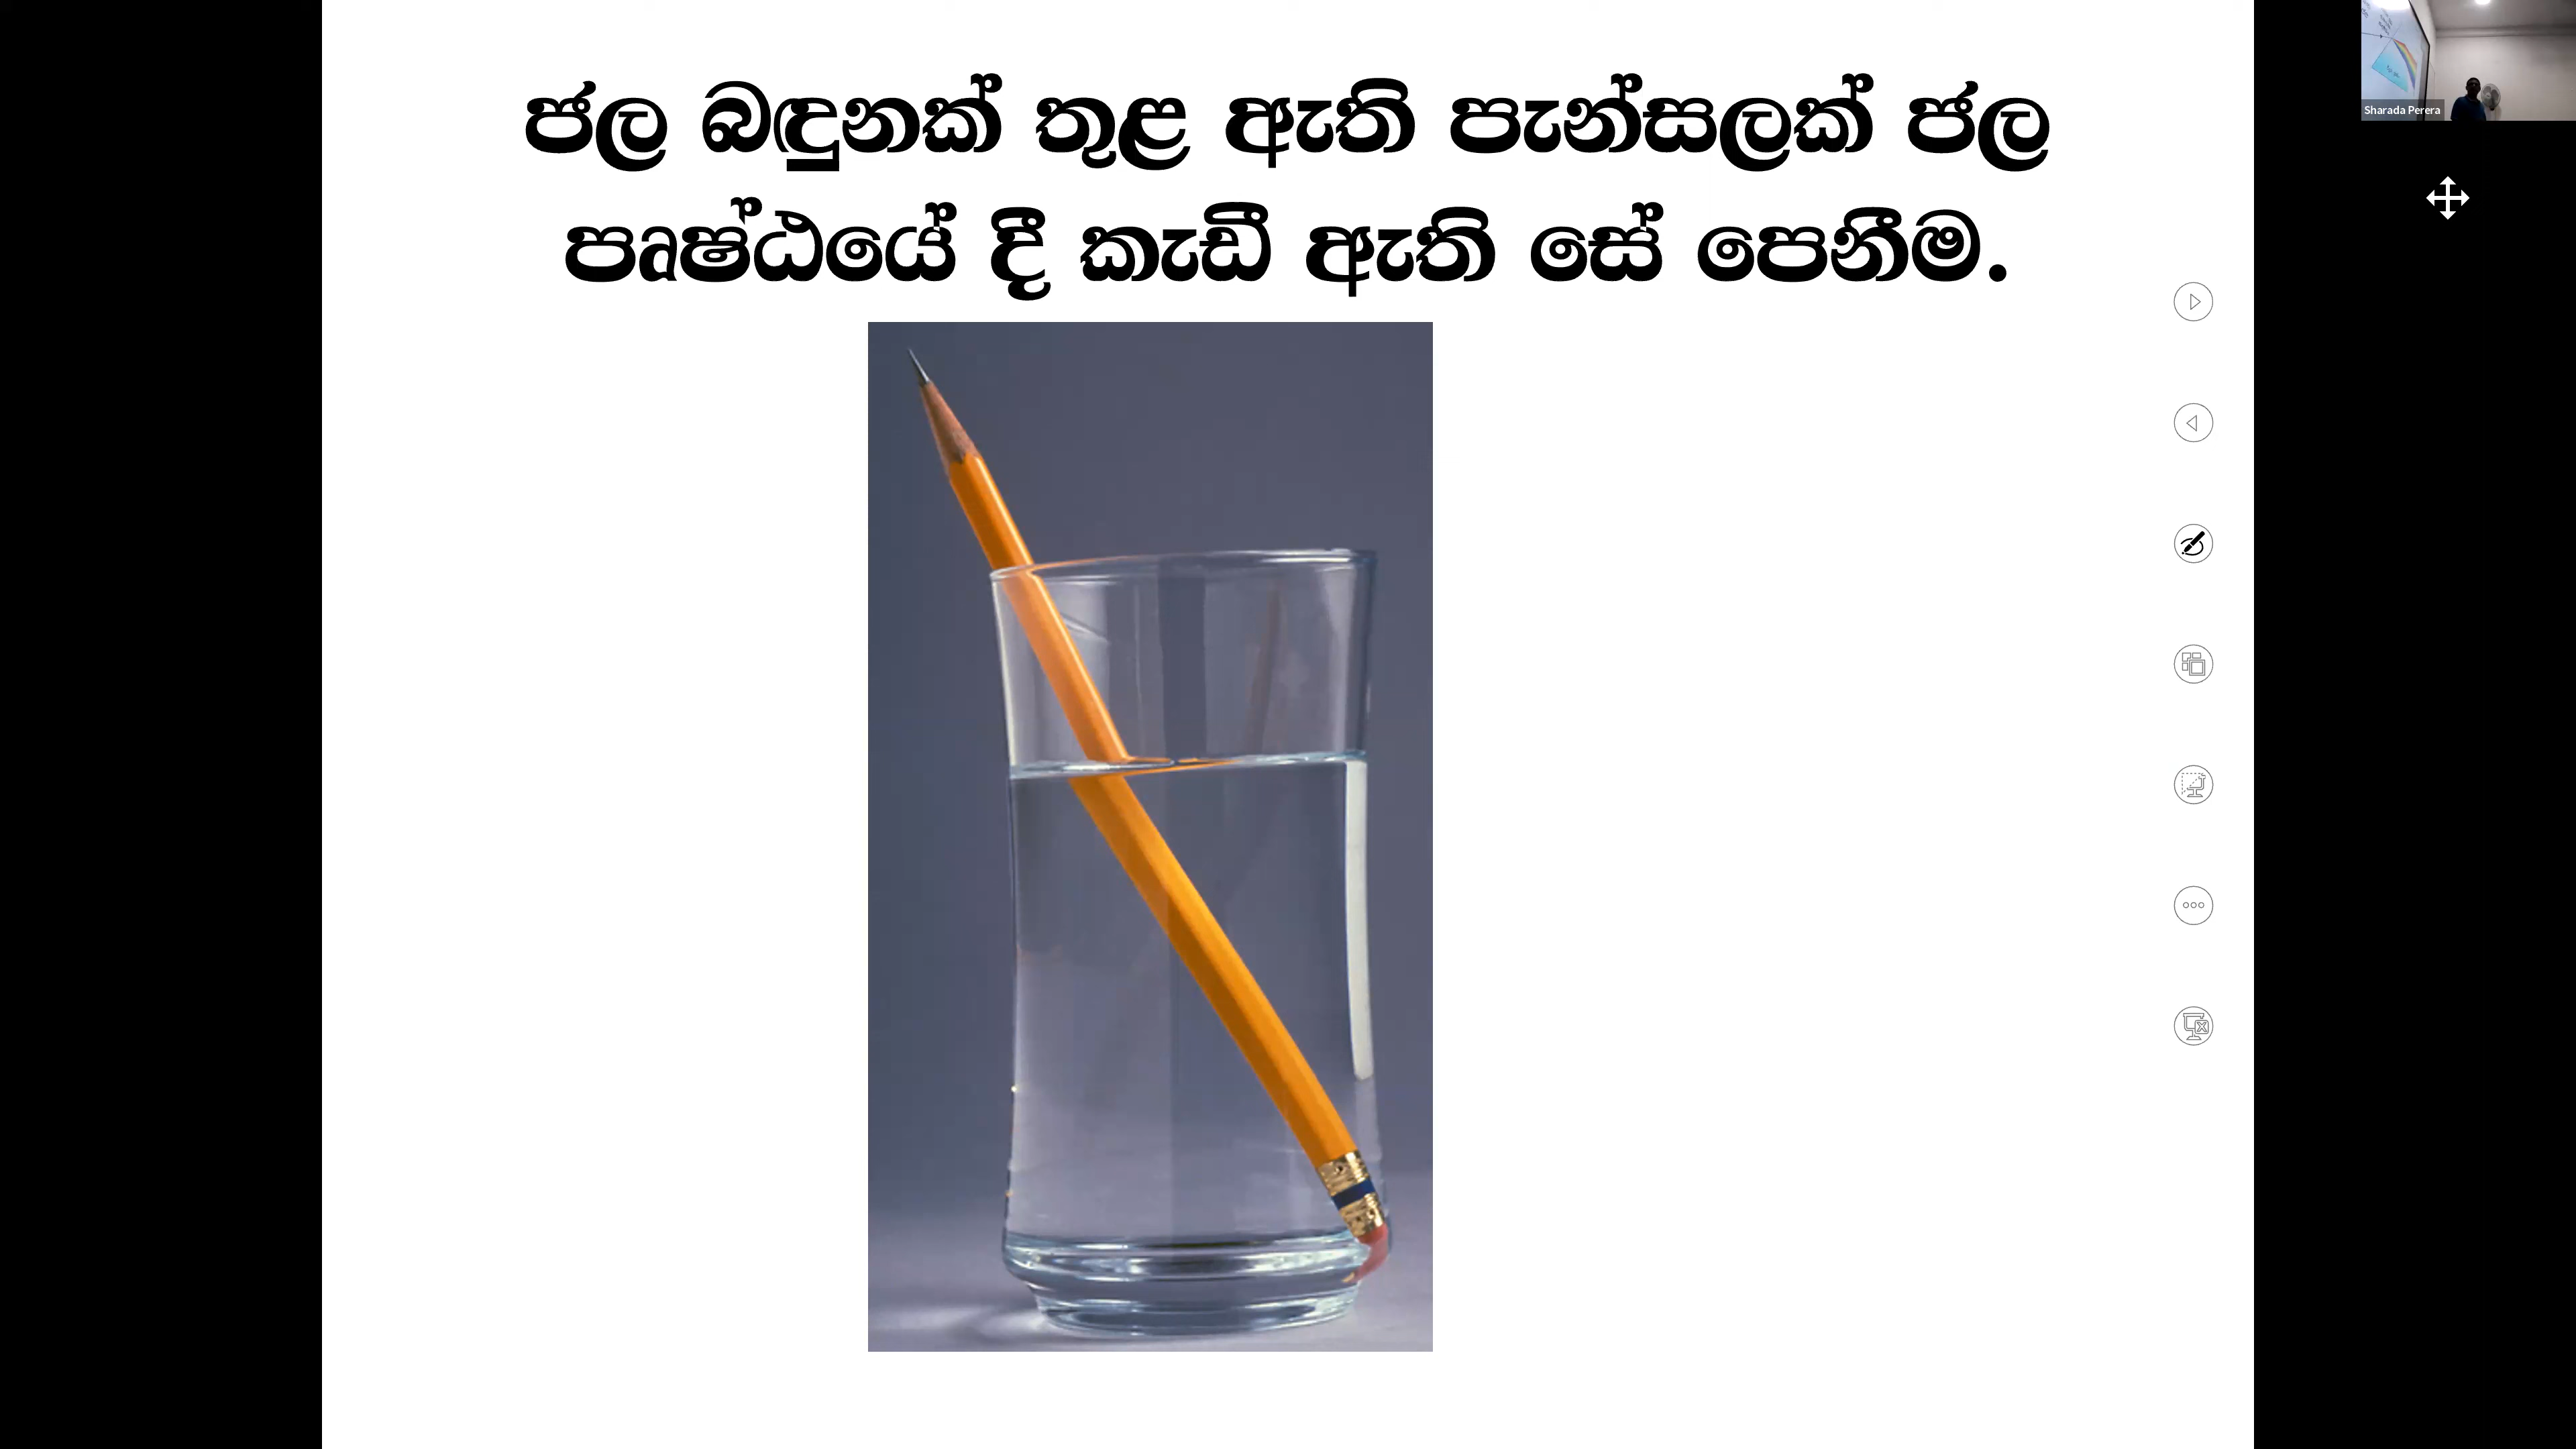 ජල බඳුනක් තුළ ඇති පැන්සලක් ජල
පෘෂ්ඨයේ දී කැඩී ඇති සේ පෙනීම.
Sharada Perera